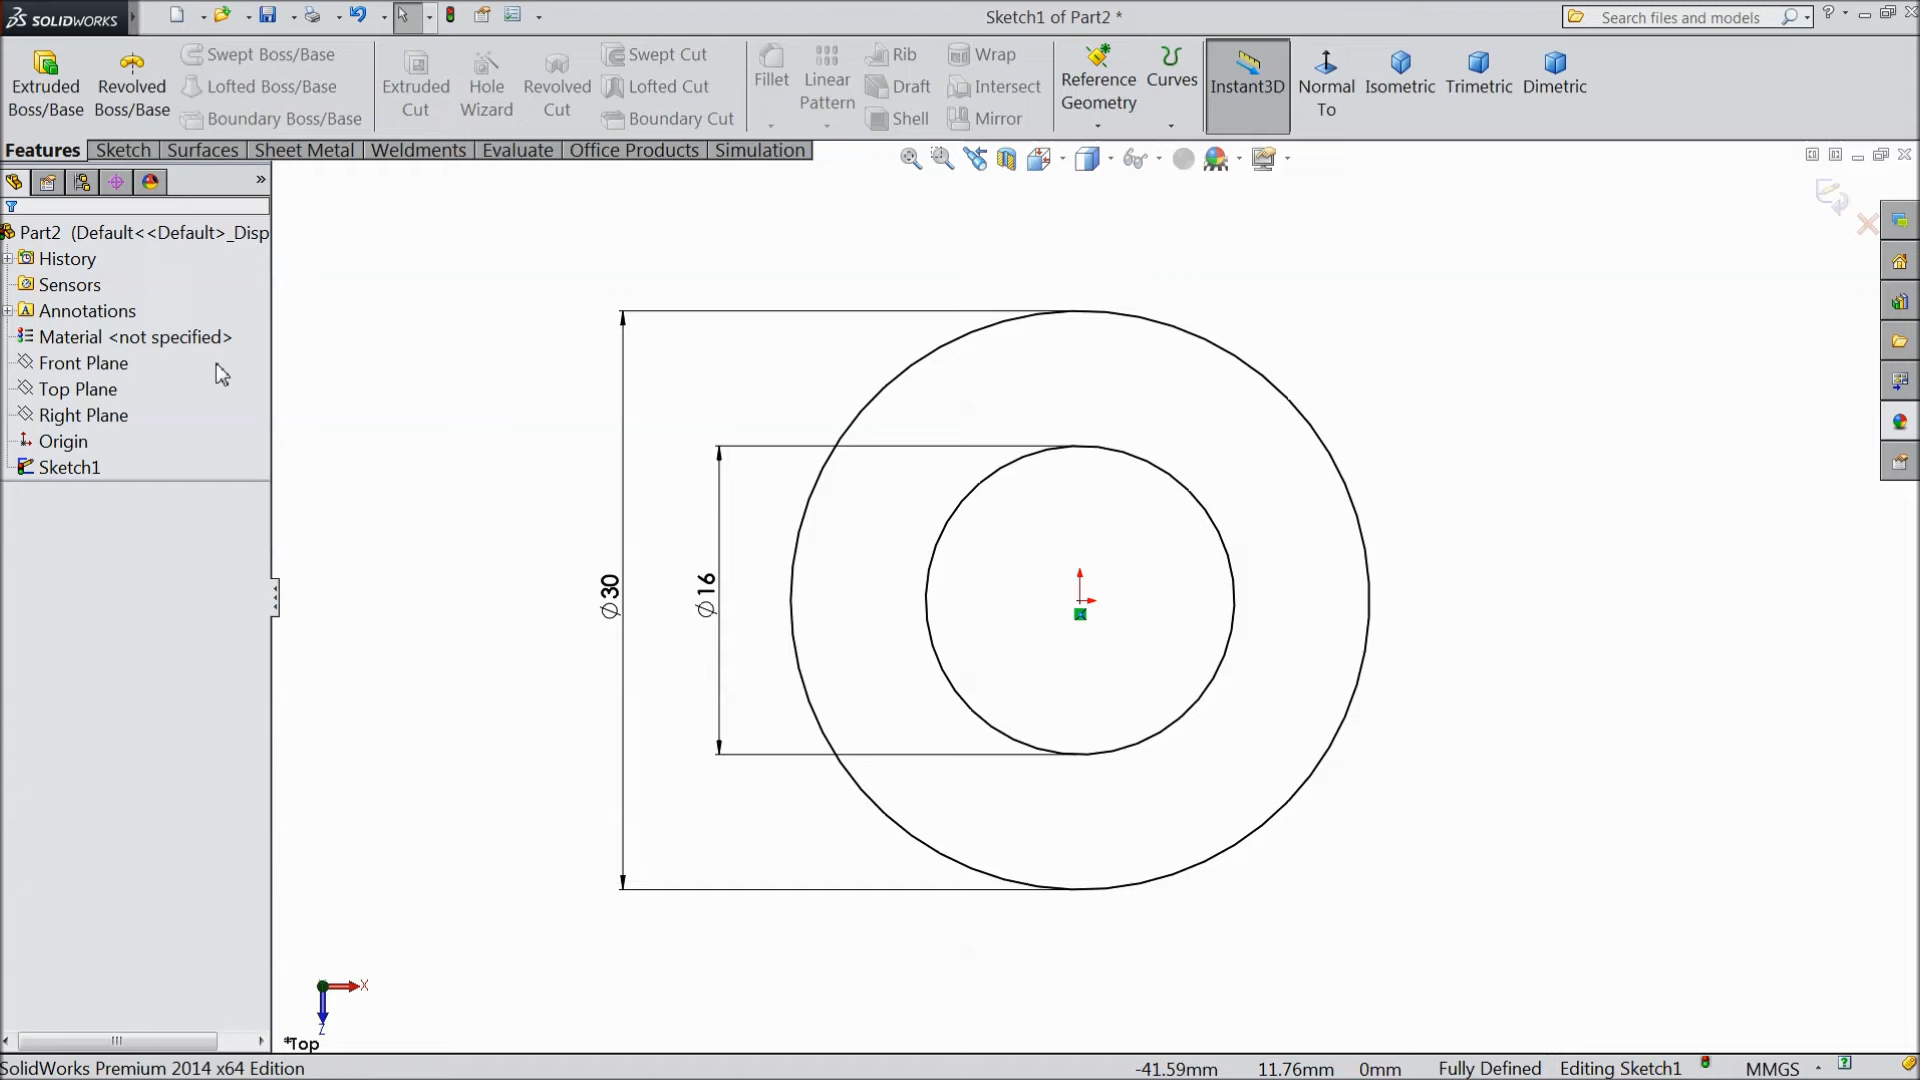 SOLIDWORKS
Sketch1 of Part2 *
Search files and models
Extruded Boss/Base
Revolved Boss/Base
Swept Boss/Base
Lofted Boss/Base
Boundary Boss/Base
Extruded Cut
Hole Wizard
Revolved Cut
Swept Cut
Lofted Cut
Boundary Cut
Fillet
Linear Pattern
Rib
Draft
Shell
Wrap
Intersect
Mirror
Reference Geometry
Curves
Instant3D
Normal To
Isometric
Trimetric
Dimetric
Features
Sketch
Surfaces
Sheet Metal
Weldments
Evaluate
Office Products
Simulation
Part2 (Default<<Default>_Disp
History
Sensors
Annotations
Material <not specified>
Front Plane
Top Plane
Right Plane
Origin
Sketch1
∅30
∅16
X
Z
*Top
SolidWorks Premium 2014 x64 Edition
-41.59mm
11.76mm
0mm
Fully Defined
Editing Sketch1
MMGS